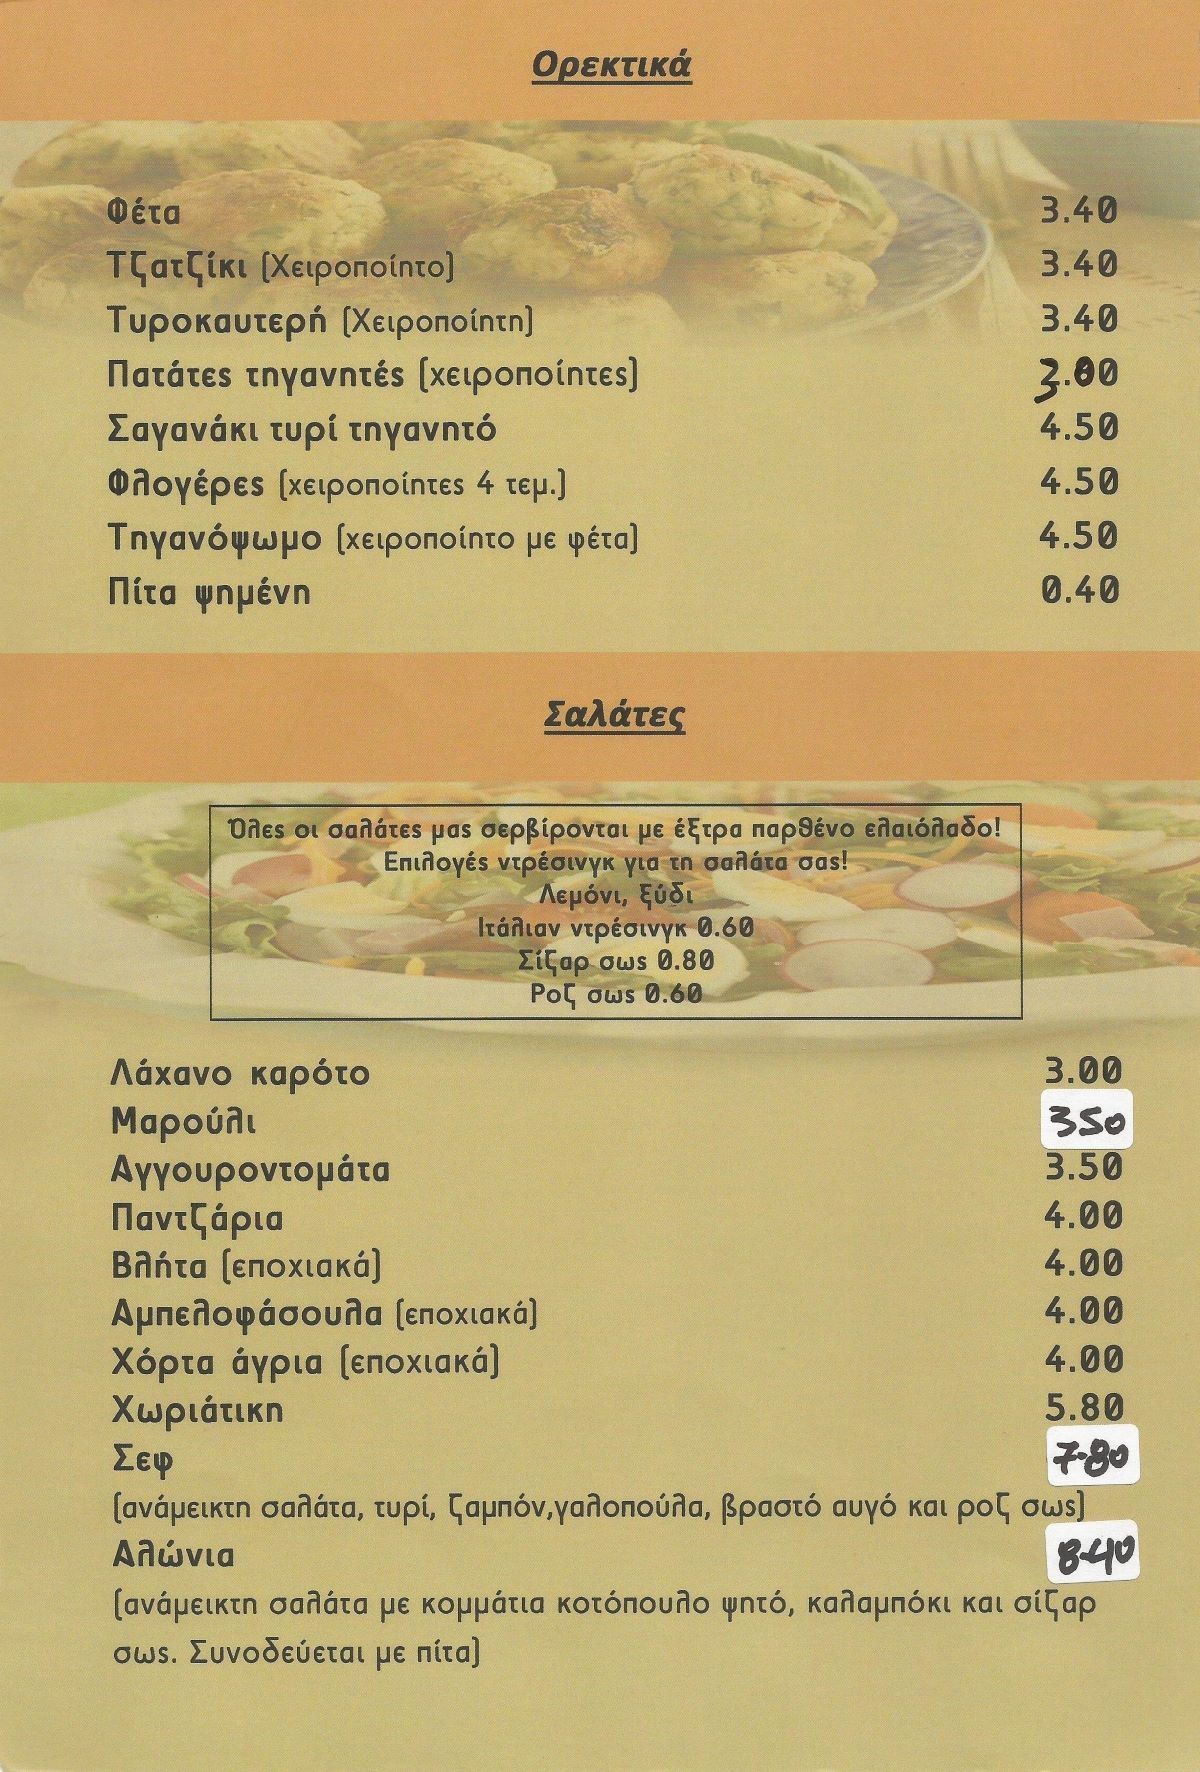 Ορεκτικά
Φέτα 3.40
Τζατζίκι (Χειροποίητο) 3.40
Τυροκαυτερή (Χειροποίητη) 3.40
Πατάτες τηγανητές (χειροποίητες) 3.00
Σαγανάκι τυρί τηγανητό 4.50
Φλογέρες (χειροποίητες 4 τεμ.) 4.50
Τηγανόψωμο (χειροποίητο με φέτα) 4.50
Πίτα ψημένη 0.40
Σαλάτες
Όλες οι σαλάτες μας σερβίρονται με έξτρα παρθένο ελαιόλαδο!
Επιλογές ντρέσινγκ για τη σαλάτα σας!
Λεμόνι, ξύδι
Ιτάλιαν ντρέσινγκ 0.60
Σίζαρ σως 0.80
Ροζ σως 0.60
Λάχανο καρότο 3.00
Μαρούλι 350
Αγγουροντομάτα 3.50
Παντζάρια 4.00
Βλήτα (εποχιακά) 4.00
Αμπελοφάσουλα (εποχιακά) 4.00
Χόρτα άγρια (εποχιακά) 4.00
Χωριάτικη 5.80
Σεφ 7.80
(ανάμεικτη σαλάτα, τυρί, ζαμπόν,γαλοπούλα, βραστό αυγό και ροζ σως)
Αλώνια 8.40
(ανάμεικτη σαλάτα με κομμάτια κοτόπουλο ψητό, καλαμπόκι και σίζαρ
σως. Συνοδεύεται με πίτα)